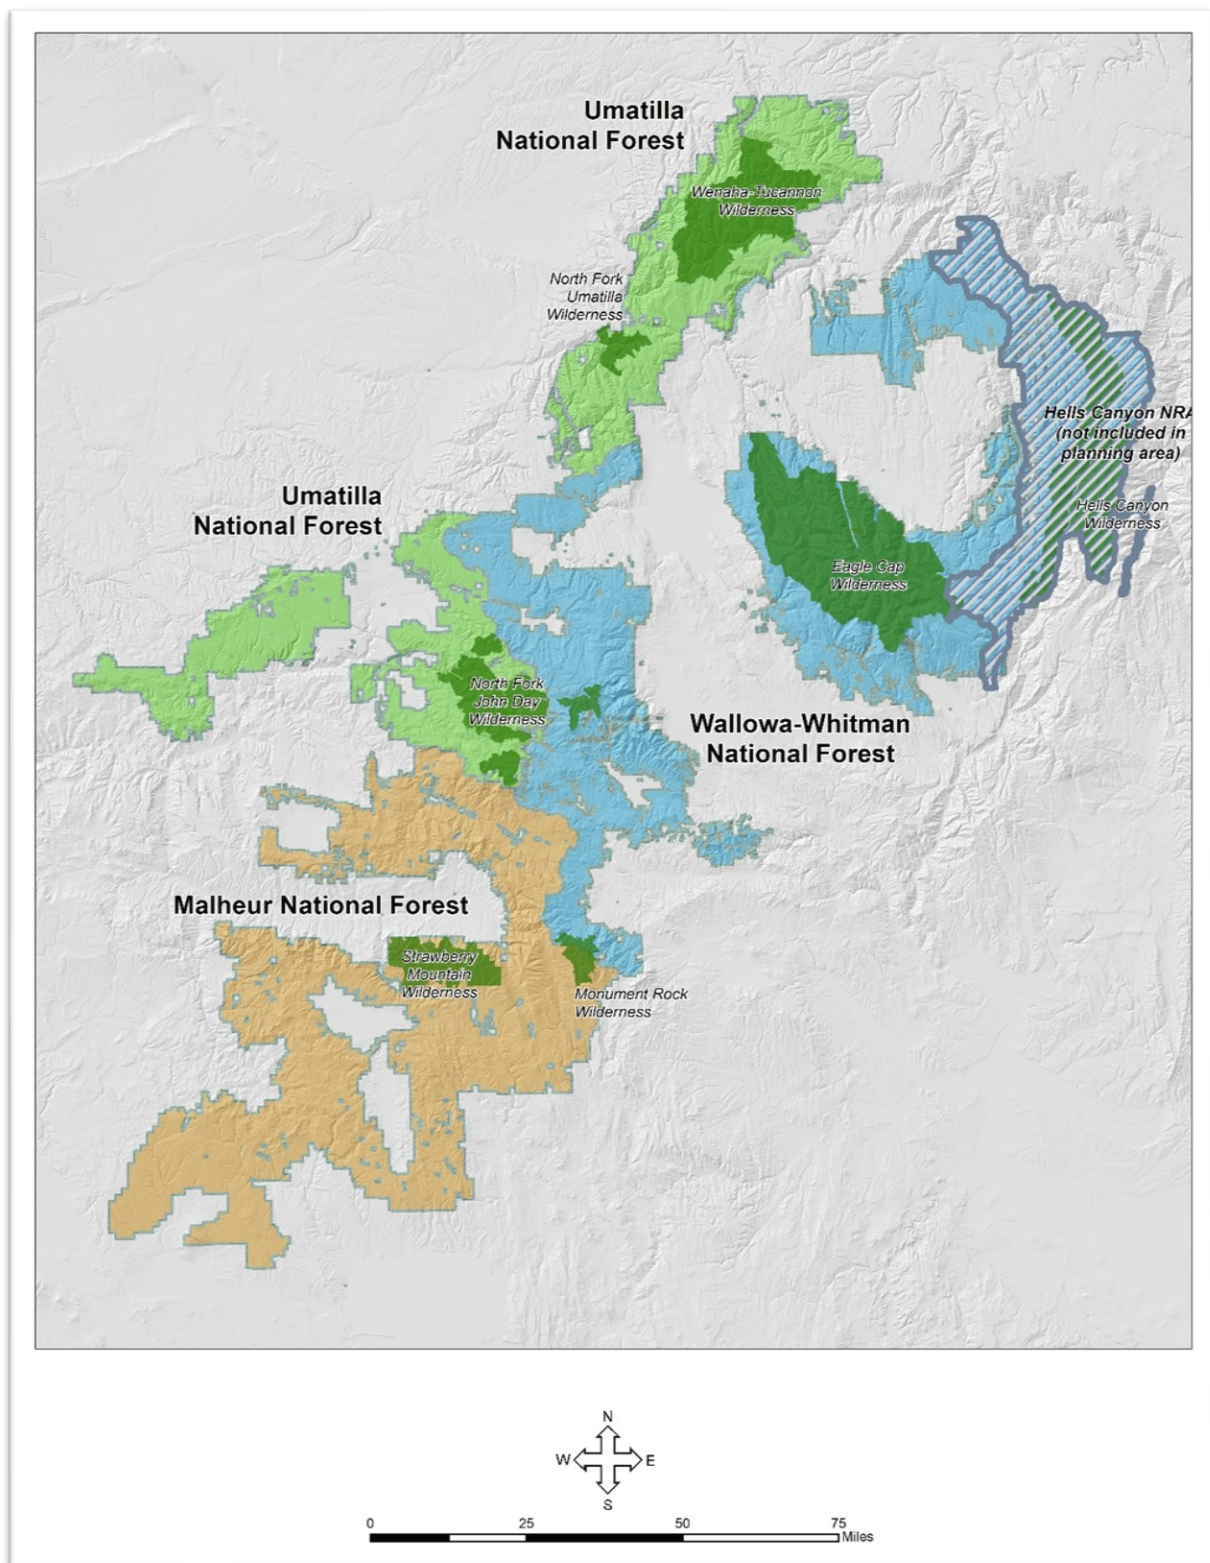 Umatilla
National Forest
Wenaha-Tucannon
Wilderness
North Fork
Umatilla
Wilderness
Hells Canyon NRA
(not included in
planning area)
Umatilla
National Forest
Hells Canyon
Wilderness
Eagle Cap
Wilderness
North Fork
John Day
Wilderness
Wallowa-Whitman
National Forest
Malheur National Forest
Strawberry
Mountain
Wilderness
Monument Rock
Wilderness
N
W E
S
0 25 50 75
Miles